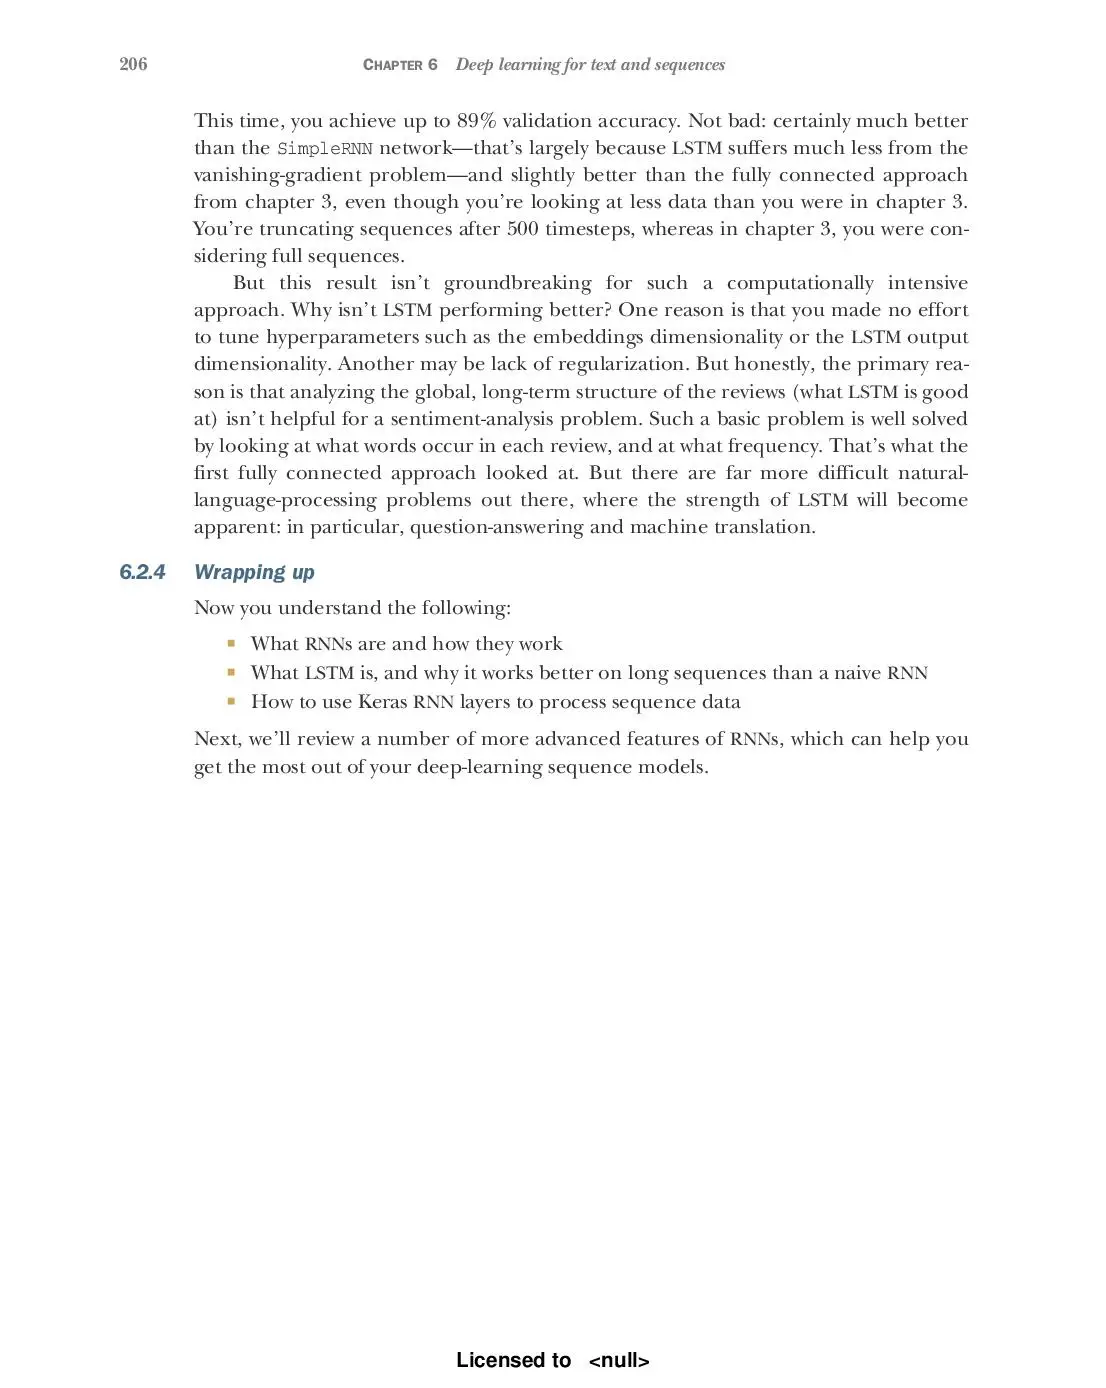 206 CHAPTER 6 Deep learning for text and sequences
This time, you achieve up to 89% validation accuracy. Not bad: certainly much better
than the SimpleRNN network—that's largely because LSTM suffers much less from the
vanishing-gradient problem—and slightly better than the fully connected approach
from chapter 3, even though you're looking at less data than you were in chapter 3.
You're truncating sequences after 500 timesteps, whereas in chapter 3, you were con-
sidering full sequences.
But this result isn't groundbreaking for such a computationally intensive
approach. Why isn't LSTM performing better? One reason is that you made no effort
to tune hyperparameters such as the embeddings dimensionality or the LSTM output
dimensionality. Another may be lack of regularization. But honestly, the primary rea-
son is that analyzing the global, long-term structure of the reviews (what LSTM is good
at) isn't helpful for a sentiment-analysis problem. Such a basic problem is well solved
by looking at what words occur in each review, and at what frequency. That's what the
first fully connected approach looked at. But there are far more difficult natural-
language-processing problems out there, where the strength of LSTM will become
apparent: in particular, question-answering and machine translation.
6.2.4 Wrapping up
Now you understand the following:
■ What RNNs are and how they work
■ What LSTM is, and why it works better on long sequences than a naive RNN
■ How to use Keras RNN layers to process sequence data
Next, we'll review a number of more advanced features of RNNs, which can help you
get the most out of your deep-learning sequence models.
Licensed to <null>